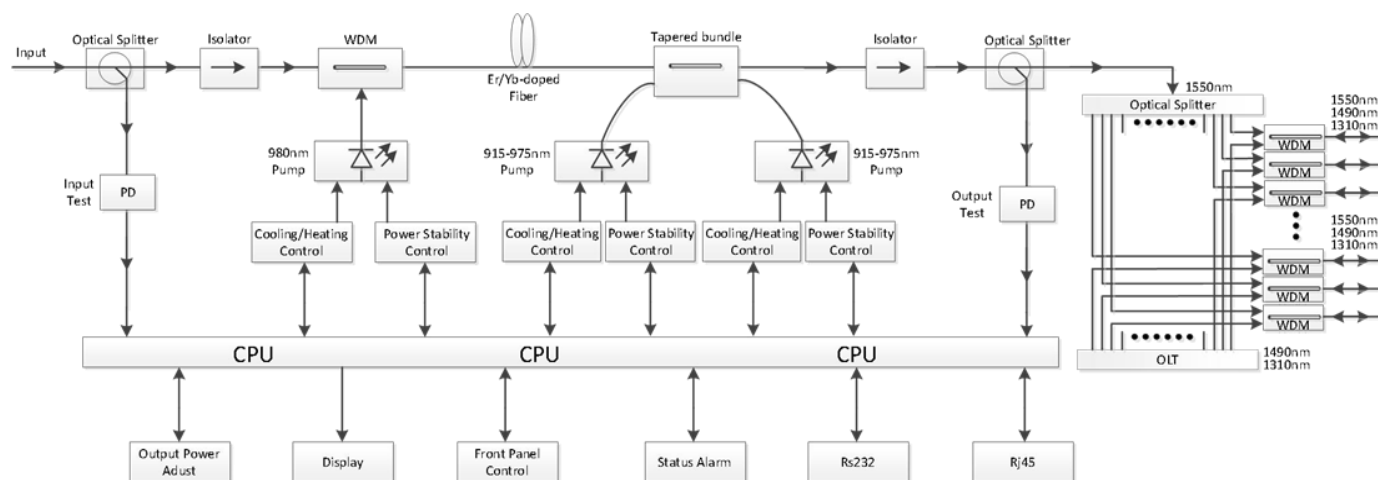 Input
Optical Splitter
Isolator
WDM
Er/Yb-doped
Fiber
Tapered bundle
Isolator
Optical Splitter
1550nm
Optical Splitter
1550nm
1490nm
1310nm
WDM
WDM
WDM
1550nm
1490nm
1310nm
WDM
WDM
WDM
OLT
1490nm
1310nm
980nm
Pump
915-975nm
Pump
915-975nm
Pump
Input
Test
PD
Output
Test
PD
Cooling/Heating
Control
Power Stability
Control
Cooling/Heating
Control
Power Stability
Control
Cooling/Heating
Control
Power Stability
Control
CPU
CPU
CPU
Output Power
Adust
Display
Front Panel
Control
Status Alarm
Rs232
Rj45